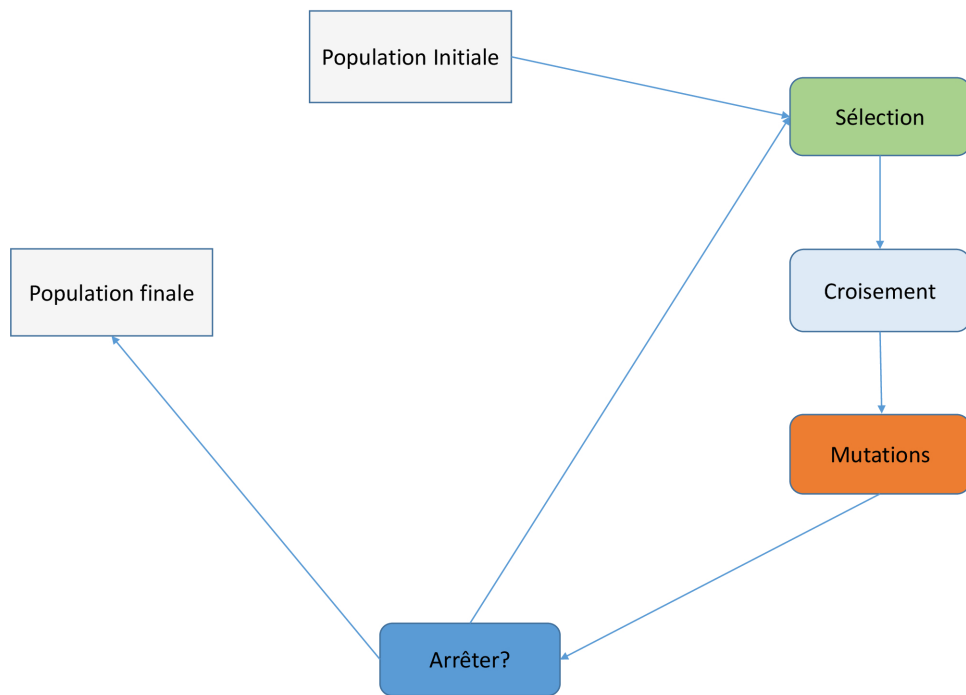 Population Initiale
Sélection
Population finale
Croisement
Mutations
Arrêter?